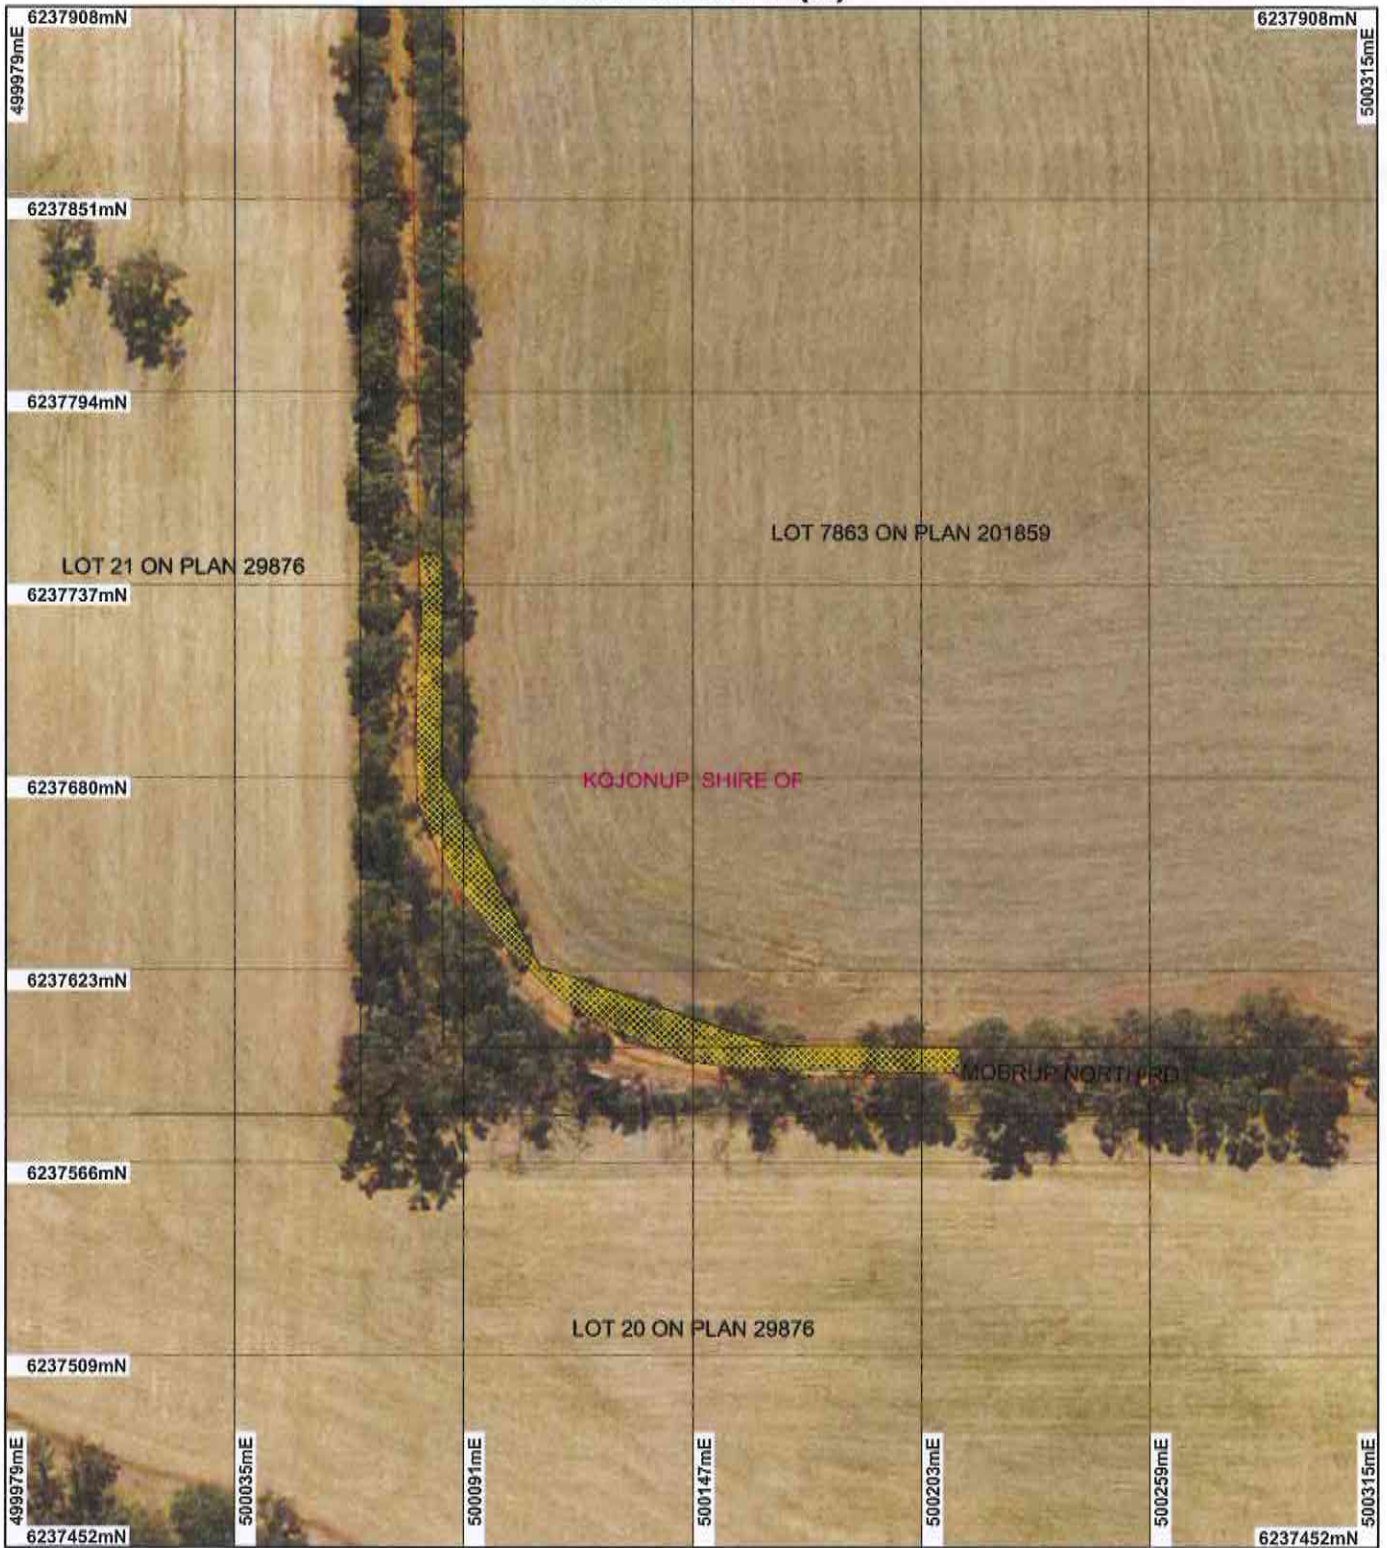 6237908mN
6237908mN
499979mE
500315mE
6237851mN
6237794mN
LOT 7863 ON PLAN 201859
LOT 21 ON PLAN 29876
6237737mN
KOJONUP SHIRE OF
6237680mN
6237623mN
MOBRUP NORTH RD
6237566mN
LOT 20 ON PLAN 29876
6237509mN
499979mE
500035mE
500091mE
500147mE
500203mE
500259mE
500315mE
6237452mN
6237452mN